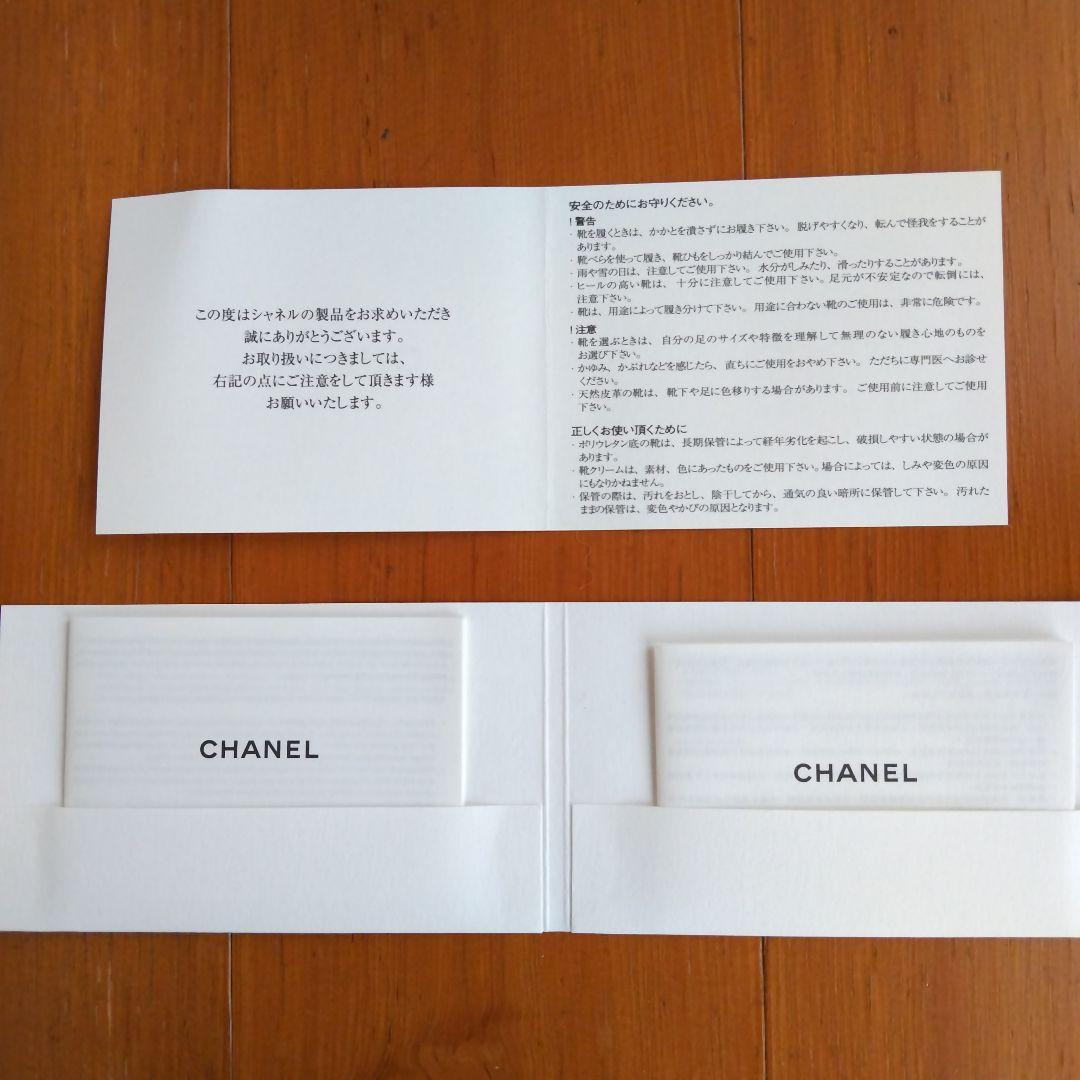 この度はシャネルの製品をお求めいただき
誠にありがとうございます。
お取り扱いにつきましては、
右記の点にご注意をして頂きます様
お願いいたします。
安全のためにお守りください。
！警告
・靴を履くときは、かかとを潰さずにお履き下さい。脱げやすくなり、転んで怪我をすることが
あります。
・靴べらを使って履き、靴ひもをしっかり結んでご使用下さい。
・雨や雪の日は、注意してご使用下さい。水分がしみたり、滑ったりすることがあります。
・ヒールの高い靴は、十分に注意してご使用下さい。足元が不安定なので転倒には、
注意下さい。
・靴は、用途によって履き分けて下さい。用途に合わない靴のご使用は、非常に危険です。
！注意
・靴を選ぶときは、自分の足のサイズや特徴を理解して無理のない履き心地のものを
お選び下さい。
・かゆみ、かぶれなどを感じたら、直ちにご使用をおやめ下さい。ただちに専門医へお診せ
ください。
・天然皮革の靴は、靴下や足に色移りする場合があります。ご使用前に注意してご使用
下さい。
正しくお使い頂くために
・ポリウレタン底の靴は、長期保管によって経年劣化を起こし、破損しやすい状態の場合が
あります。
・靴クリームは、素材、色にあったものをご使用下さい。場合によっては、しみや変色の原因
にもなりかねません。
・保管の際は、汚れをおとし、陰干してから、通気の良い暗所に保管して下さい。汚れた
ままの保管は、変色やかびの原因となります。
CHANEL
CHANEL